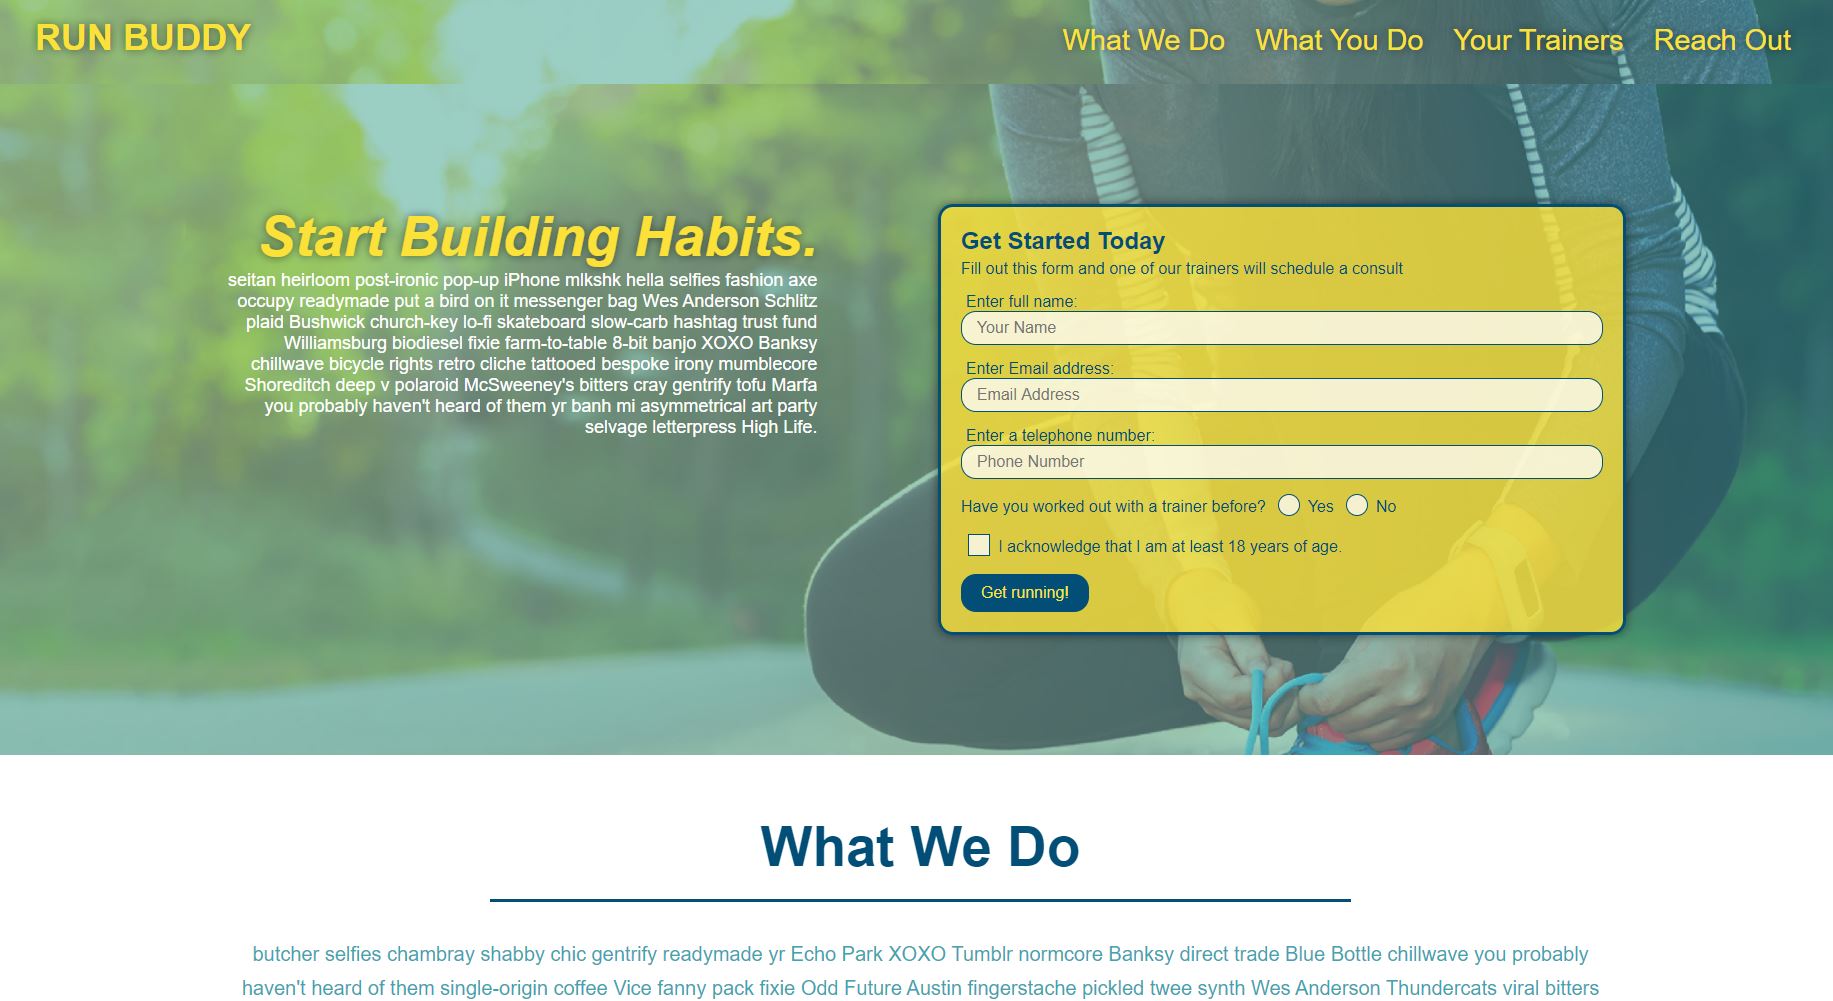 RUN BUDDY
What We Do What You Do Your Trainers Reach Out
Start Building Habits.
seitan heirloom post-ironic pop-up iPhone mlkshk hella selfies fashion axe
occupy readymade put a bird on it messenger bag Wes Anderson Schlitz
plaid Bushwick church-key lo-fi skateboard slow-carb hashtag trust fund
Williamsburg biodiesel fixie farm-to-table 8-bit banjo XOXO Banksy
chillwave bicycle rights retro cliche tattooed bespoke irony mumblecore
Shoreditch deep v polaroid McSweeney's bitters cray gentrify tofu Marfa
you probably haven't heard of them yr banh mi asymmetrical art party
selvage letterpress High Life.
Get Started Today
Fill out this form and one of our trainers will schedule a consult
Enter full name:
Your Name
Enter Email address:
Email Address
Enter a telephone number:
Phone Number
Have you worked out with a trainer before? Yes No
I acknowledge that I am at least 18 years of age.
Get running!
What We Do
butcher selfies chambray shabby chic gentrify readymade yr Echo Park XOXO Tumblr normcore Banksy direct trade Blue Bottle chillwave you probably
haven't heard of them single-origin coffee Vice fanny pack fixie Odd Future Austin fingerstache pickled twee synth Wes Anderson Thundercats viral bitters